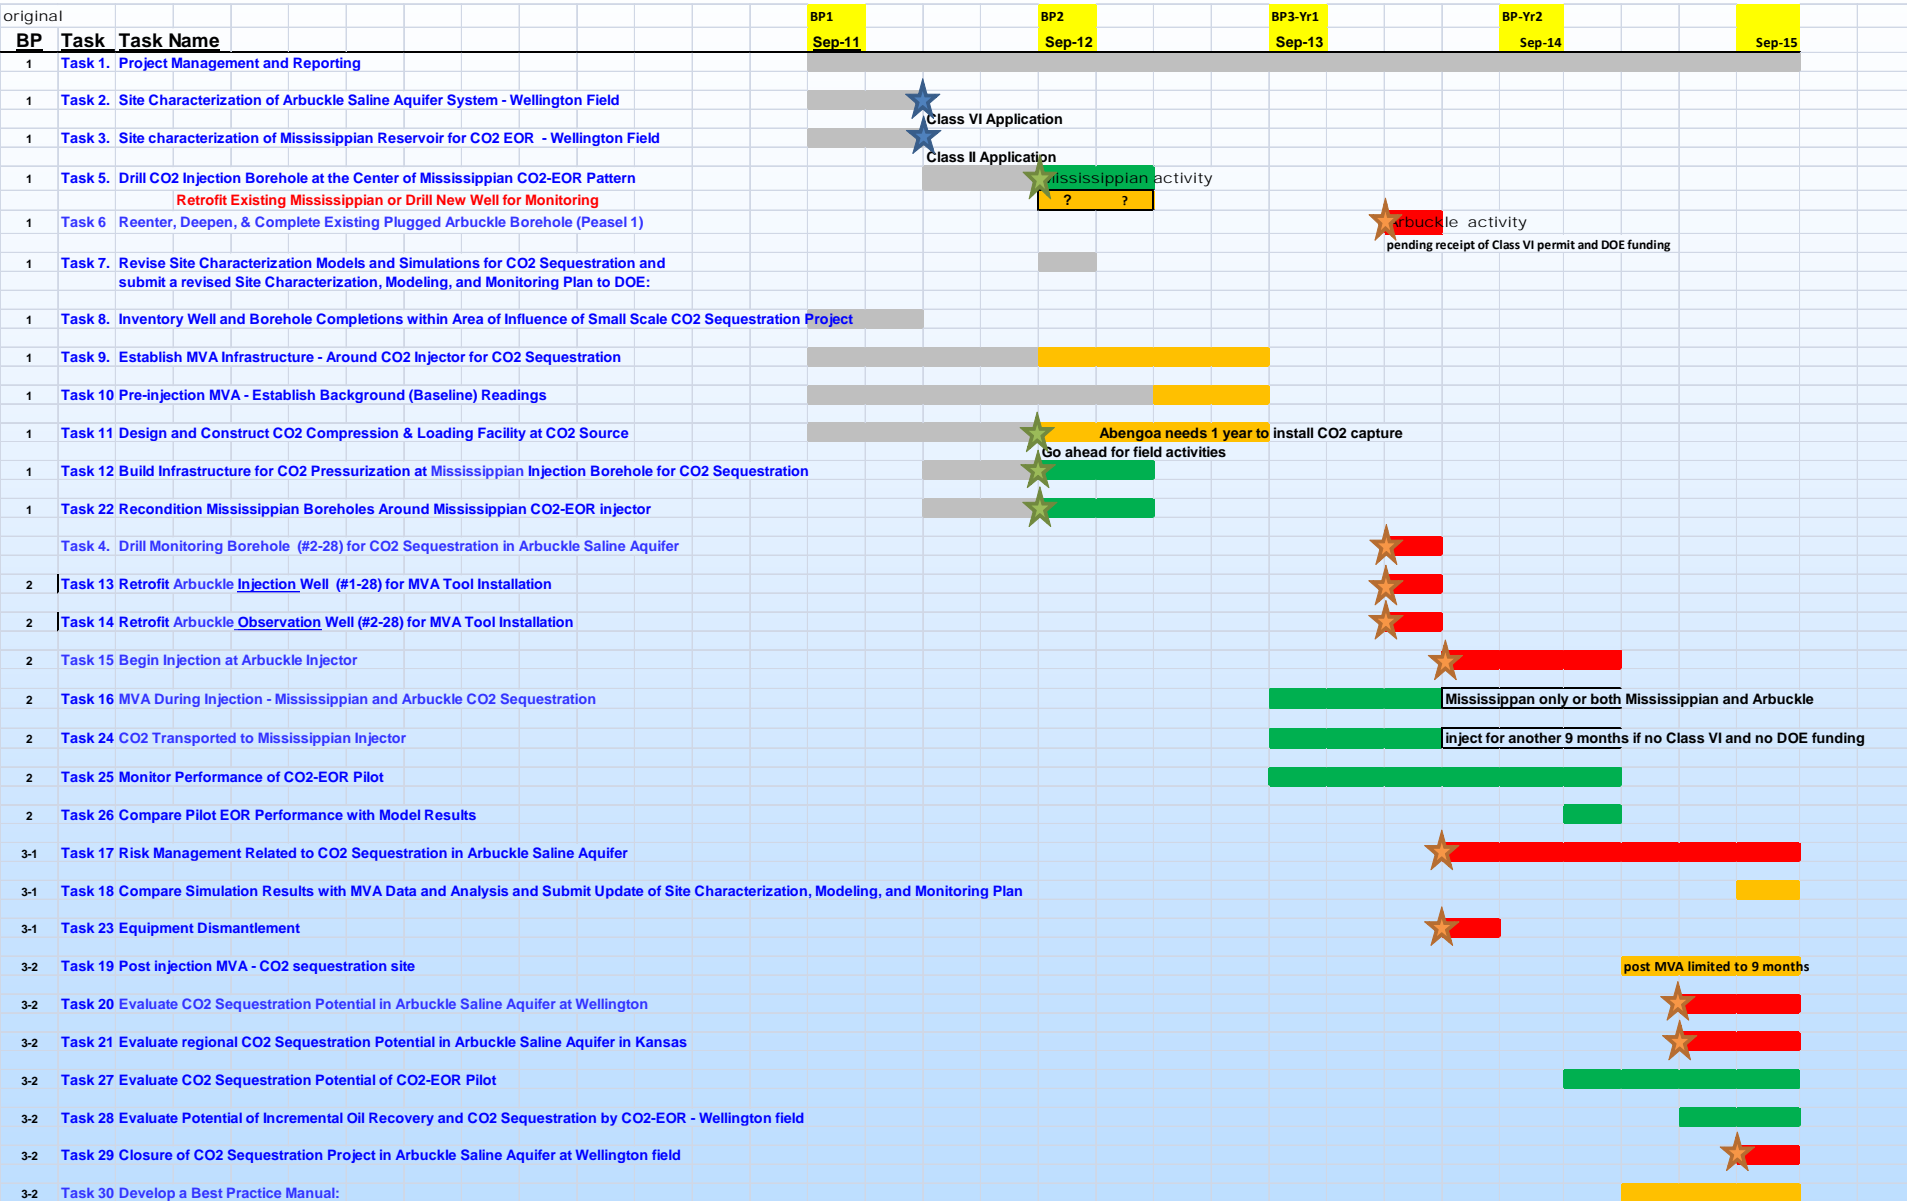 original BP1 BP2 BP3-Yr1 BP-Yr2
BP Task Task Name Sep-11 Sep-12 Sep-13 Sep-14 Sep-15
1 Task 1. Project Management and Reporting
1 Task 2. Site Characterization of Arbuckle Saline Aquifer System - Wellington Field
Class VI Application
1 Task 3. Site characterization of Mississippian Reservoir for CO2 EOR - Wellington Field
Class II Application
1 Task 5. Drill CO2 Injection Borehole at the Center of Mississippian CO2-EOR Pattern Mississippian activity
Retrofit Existing Mississippian or Drill New Well for Monitoring ? ?
1 Task 6 Reenter, Deepen, & Complete Existing Plugged Arbuckle Borehole (Peasel 1) Arbuckle activity
pending receipt of Class VI permit and DOE funding
1 Task 7. Revise Site Characterization Models and Simulations for CO2 Sequestration and
submit a revised Site Characterization, Modeling, and Monitoring Plan to DOE:
1 Task 8. Inventory Well and Borehole Completions within Area of Influence of Small Scale CO2 Sequestration Project
1 Task 9. Establish MVA Infrastructure - Around CO2 Injector for CO2 Sequestration
1 Task 10 Pre-injection MVA - Establish Background (Baseline) Readings
1 Task 11 Design and Construct CO2 Compression & Loading Facility at CO2 Source Abengoa needs 1 year to install CO2 capture
Go ahead for field activities
1 Task 12 Build Infrastructure for CO2 Pressurization at Mississippian Injection Borehole for CO2 Sequestration
1 Task 22 Recondition Mississippian Boreholes Around Mississippian CO2-EOR injector
Task 4. Drill Monitoring Borehole (#2-28) for CO2 Sequestration in Arbuckle Saline Aquifer
2 Task 13 Retrofit Arbuckle Injection Well (#1-28) for MVA Tool Installation
2 Task 14 Retrofit Arbuckle Observation Well (#2-28) for MVA Tool Installation
2 Task 15 Begin Injection at Arbuckle Injector
2 Task 16 MVA During Injection - Mississippian and Arbuckle CO2 Sequestration Mississippan only or both Mississippian and Arbuckle
2 Task 24 CO2 Transported to Mississippian Injector inject for another 9 months if no Class VI and no DOE funding
2 Task 25 Monitor Performance of CO2-EOR Pilot
2 Task 26 Compare Pilot EOR Performance with Model Results
3-1 Task 17 Risk Management Related to CO2 Sequestration in Arbuckle Saline Aquifer
3-1 Task 18 Compare Simulation Results with MVA Data and Analysis and Submit Update of Site Characterization, Modeling, and Monitoring Plan
3-1 Task 23 Equipment Dismantlement
3-2 Task 19 Post injection MVA - CO2 sequestration site post MVA limited to 9 months
3-2 Task 20 Evaluate CO2 Sequestration Potential in Arbuckle Saline Aquifer at Wellington
3-2 Task 21 Evaluate regional CO2 Sequestration Potential in Arbuckle Saline Aquifer in Kansas
3-2 Task 27 Evaluate CO2 Sequestration Potential of CO2-EOR Pilot
3-2 Task 28 Evaluate Potential of Incremental Oil Recovery and CO2 Sequestration by CO2-EOR - Wellington field
3-2 Task 29 Closure of CO2 Sequestration Project in Arbuckle Saline Aquifer at Wellington field
3-2 Task 30 Develop a Best Practice Manual: